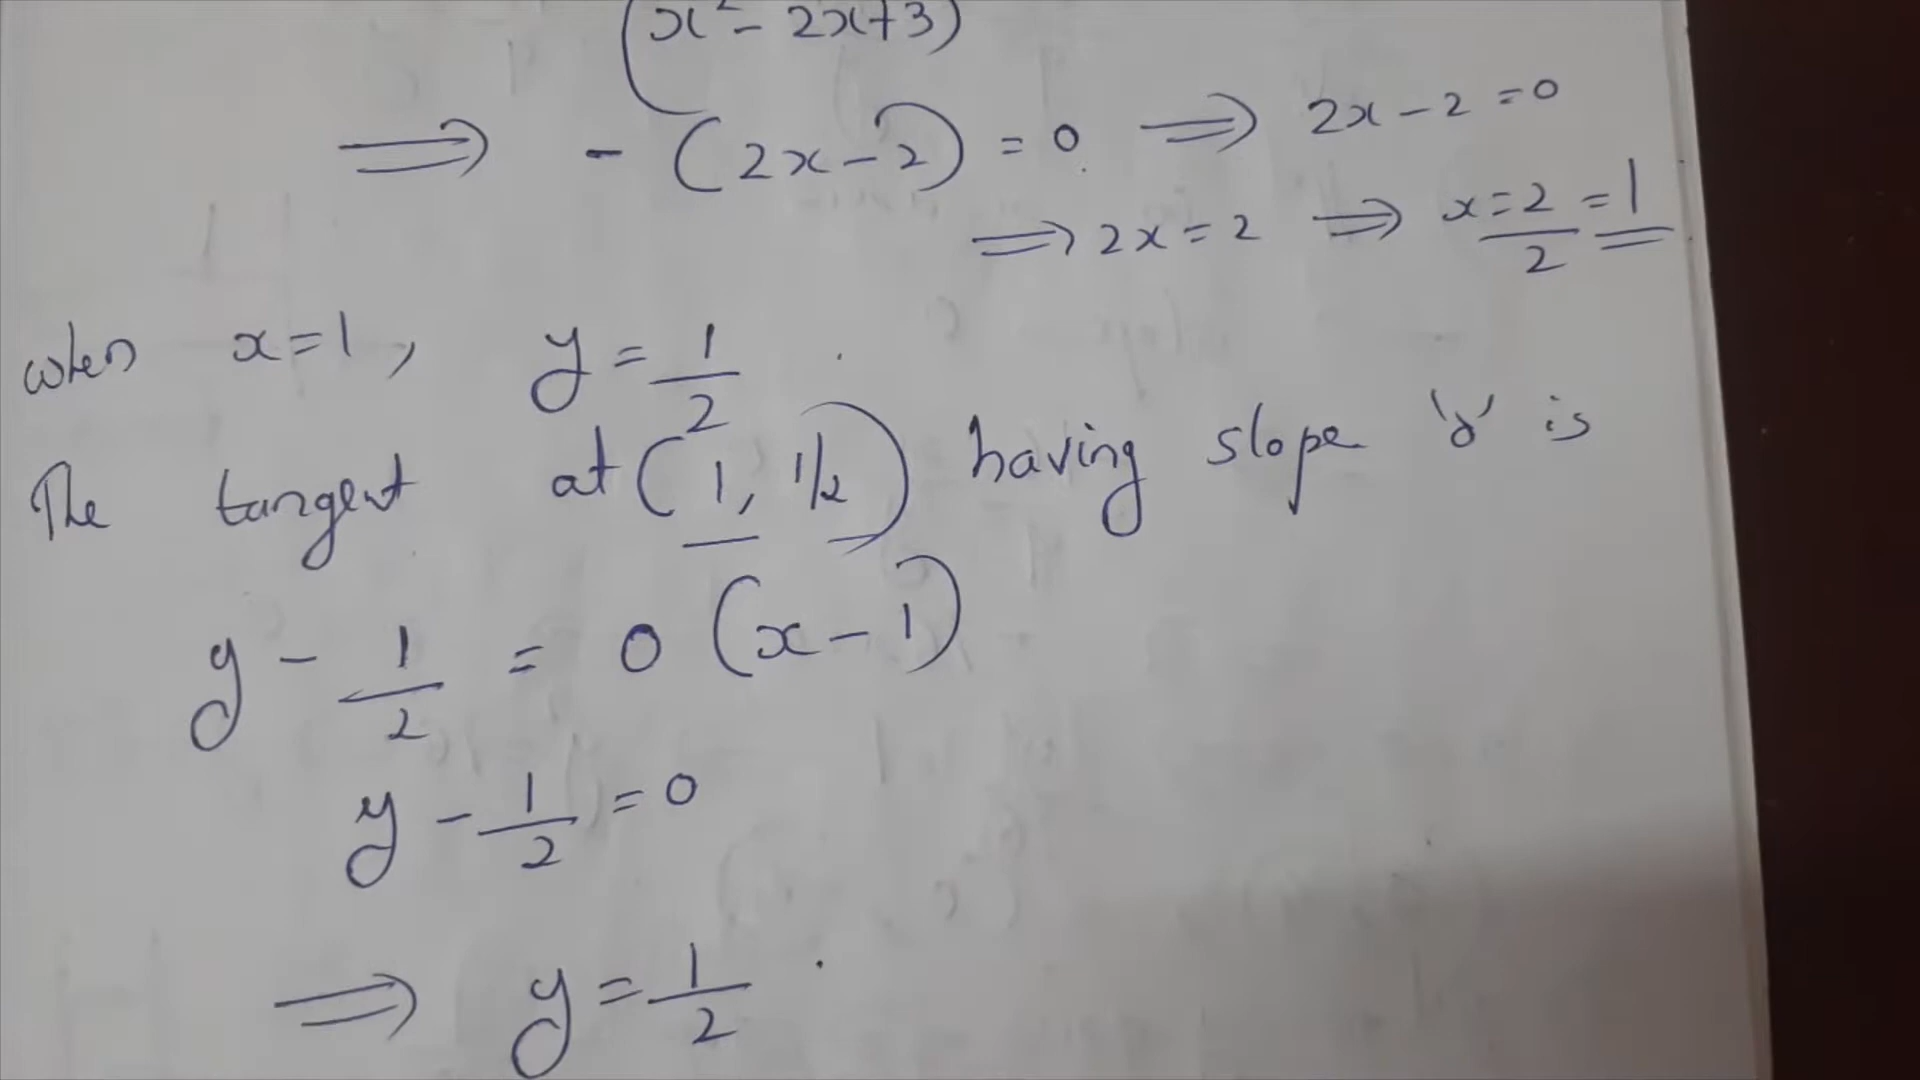 (x² - 2x+3)
⟹ - (2x-2) = 0 ⟹ 2x-2 =0
⟹ 2x = 2 ⟹ x=2/2 =1
when x=1, y = 1/2
The tangent at (1, 1/2) having slope '0' is
y - 1/2 = 0 (x-1)
y - 1/2 = 0
⟹ y = 1/2